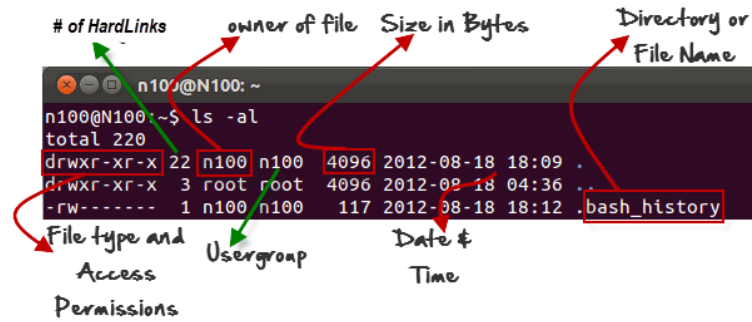 # of HardLinks owner of file Size in Bytes Directory or
File Name
n100@N100: ~
n100@N100:~$ ls -al
total 220
drwxr-xr-x 22 n100 n100 4096 2012-08-18 18:09 .
drwxr-xr-x 3 root root 4096 2012-08-18 04:36 ..
-rw------- 1 n100 n100 117 2012-08-18 18:12 .bash_history
File type and Usergroup Date &
Access Time
Permissions